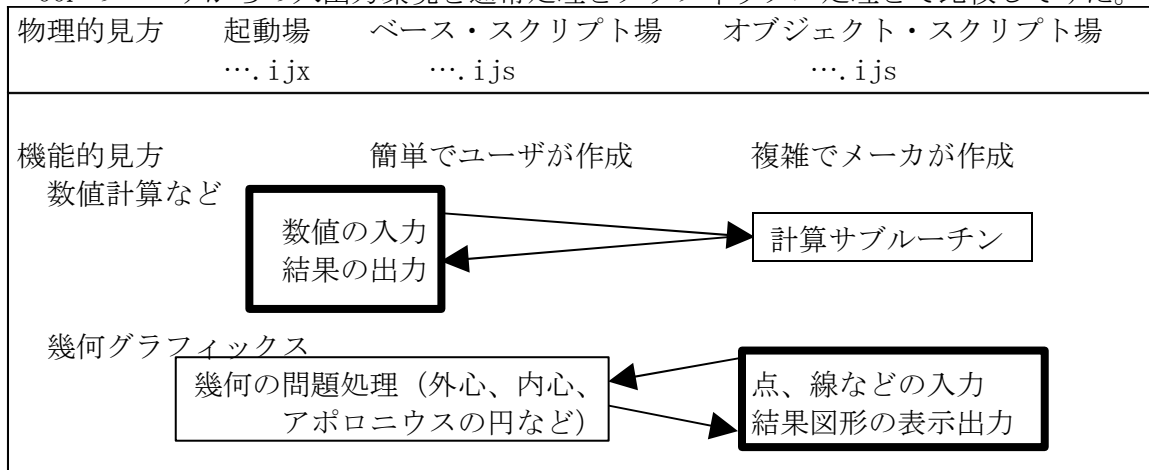 物理的見方 起動場 ベース・スクリプト場 オブジェクト・スクリプト場
….ijx ….ijs ….ijs
機能的見方 簡単でユーザが作成 複雑でメーカが作成
数値計算など
数値の入力
結果の出力
計算サブルーチン
幾何グラフィックス
幾何の問題処理（外心、内心、
アポロニウスの円など）
点、線などの入力
結果図形の表示出力